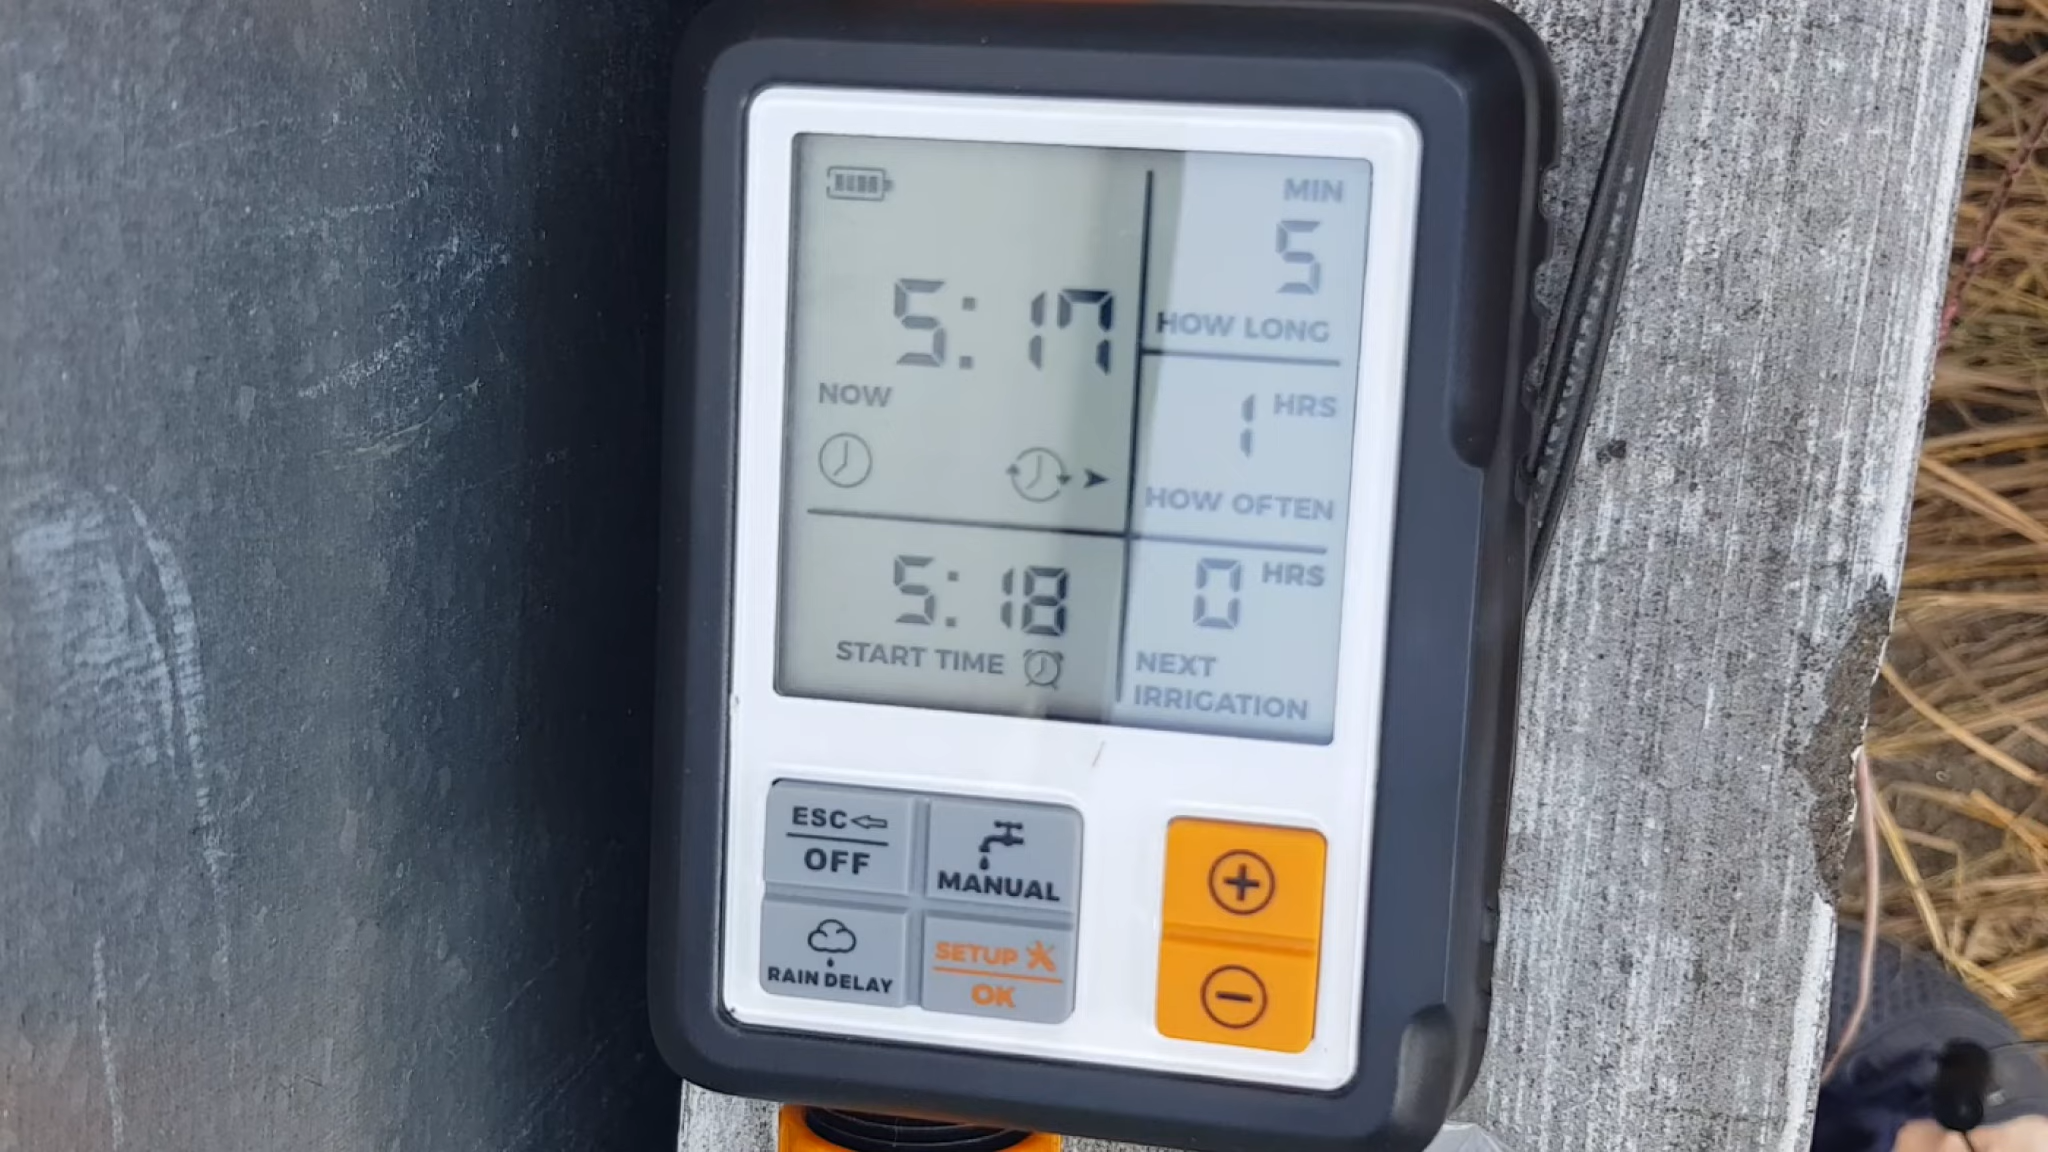 MIN
5
HOW LONG
5:17
NOW
1 HRS
HOW OFTEN
5:18
START TIME
0 HRS
NEXT
IRRIGATION
ESC
OFF
MANUAL
RAIN DELAY
SETUP
OK